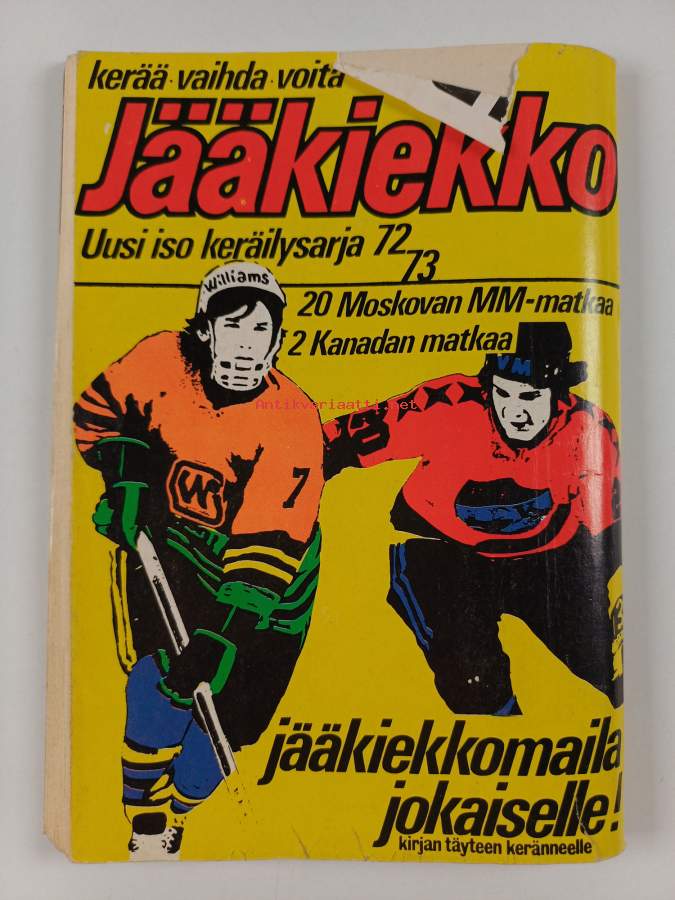 kerää · vaihda · voita
Jääkiekko
Uusi iso keräilysarja 72
73
Williams
20 Moskovan MM-matkaa
2 Kanadan matkaa
VM
Antikvariaatti.net
W
7
jääkiekkomaila
jokaiselle!
kirjan täyteen keränneelle